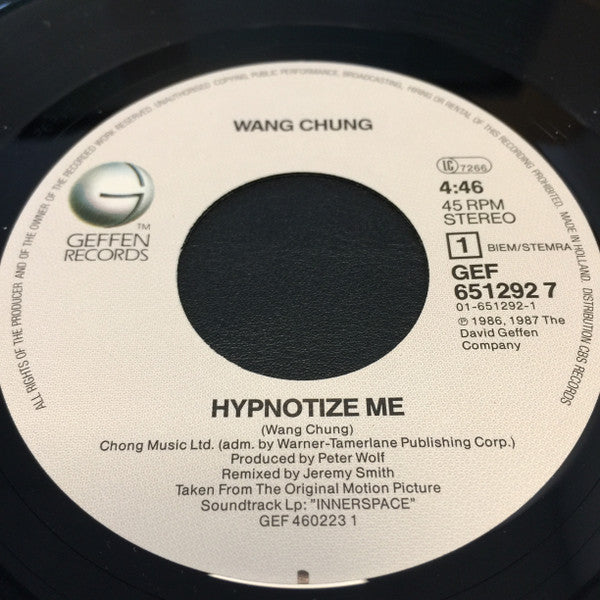 ALL RIGHTS OF THE PRODUCER AND OF THE OWNER OF THE RECORDED WORK RESERVED. UNAUTHORISED COPYING, PUBLIC PERFORMANCE, BROADCASTING, HIRING OR RENTAL OF THIS RECORDING PROHIBITED. MADE IN HOLLAND. DISTRIBUTION CBS RECORDS
WANG CHUNG
G
TM
GEFFEN
RECORDS
LC 7266
4:46
45 RPM
STEREO
1 BIEM/STEMRA
GEF
651292 7
01-651292-1
℗ 1986, 1987 The
David Geffen
Company
HYPNOTIZE ME
(Wang Chung)
Chong Music Ltd. (adm. by Warner-Tamerlane Publishing Corp.)
Produced by Peter Wolf
Remixed by Jeremy Smith
Taken From The Original Motion Picture
Soundtrack Lp: "INNERSPACE"
GEF 460223 1